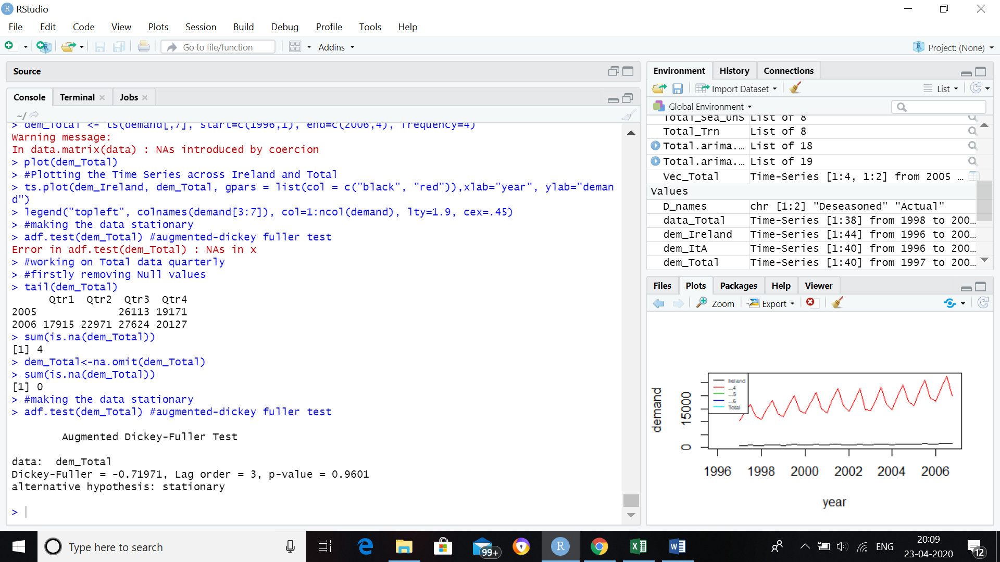 RStudio
File Edit Code View Plots Session Build Debug Profile Tools Help
Go to file/function Addins Project: (None)
Source
Console Terminal Jobs
~/
> dem_Total <- ts(demand[,7], start=c(1996,1), end=c(2006,4), frequency=4)
Warning message:
In data.matrix(data) : NAs introduced by coercion
> plot(dem_Total)
> #Plotting the Time Series across Ireland and Total
> ts.plot(dem_Ireland, dem_Total, gpars = list(col = c("black", "red")),xlab="year", ylab="deman
d")
> legend("topleft", colnames(demand[3:7]), col=1:ncol(demand), lty=1.9, cex=.45)
> #making the data stationary
> adf.test(dem_Total) #augmented-dickey fuller test
Error in adf.test(dem_Total) : NAs in x
> #working on Total data quarterly
> #firstly removing Null values
> tail(dem_Total)
Qtr1 Qtr2 Qtr3 Qtr4
2005 26113 19171
2006 17915 22971 27624 20127
> sum(is.na(dem_Total))
[1] 4
> dem_Total<-na.omit(dem_Total)
> sum(is.na(dem_Total))
[1] 0
> #making the data stationary
> adf.test(dem_Total) #augmented-dickey fuller test
Augmented Dickey-Fuller Test
data: dem_Total
Dickey-Fuller = -0.71971, Lag order = 3, p-value = 0.9601
alternative hypothesis: stationary
>
Environment History Connections
Import Dataset List
Global Environment
Total_Sea_UnS List of 8
Total_Trn List of 8
Total.arima.… List of 18
Total.arima.… List of 19
Vec_Total Time-Series [1:4, 1:2] from 2005 …
Values
D_names chr [1:2] "Deseasoned" "Actual"
data_Total Time-Series [1:38] from 1998 to 200…
dem_Ireland Time-Series [1:44] from 1996 to 200…
dem_ItA Time-Series [1:40] from 1996 to 200…
dem_Total Time-Series [1:40] from 1997 to 200…
Files Plots Packages Help Viewer
Zoom Export
Ireland
...4
...5
...6
Total
demand
15000
0
1996 1998 2000 2002 2004 2006
year
Type here to search
99+
ENG
20:09
23-04-2020
12